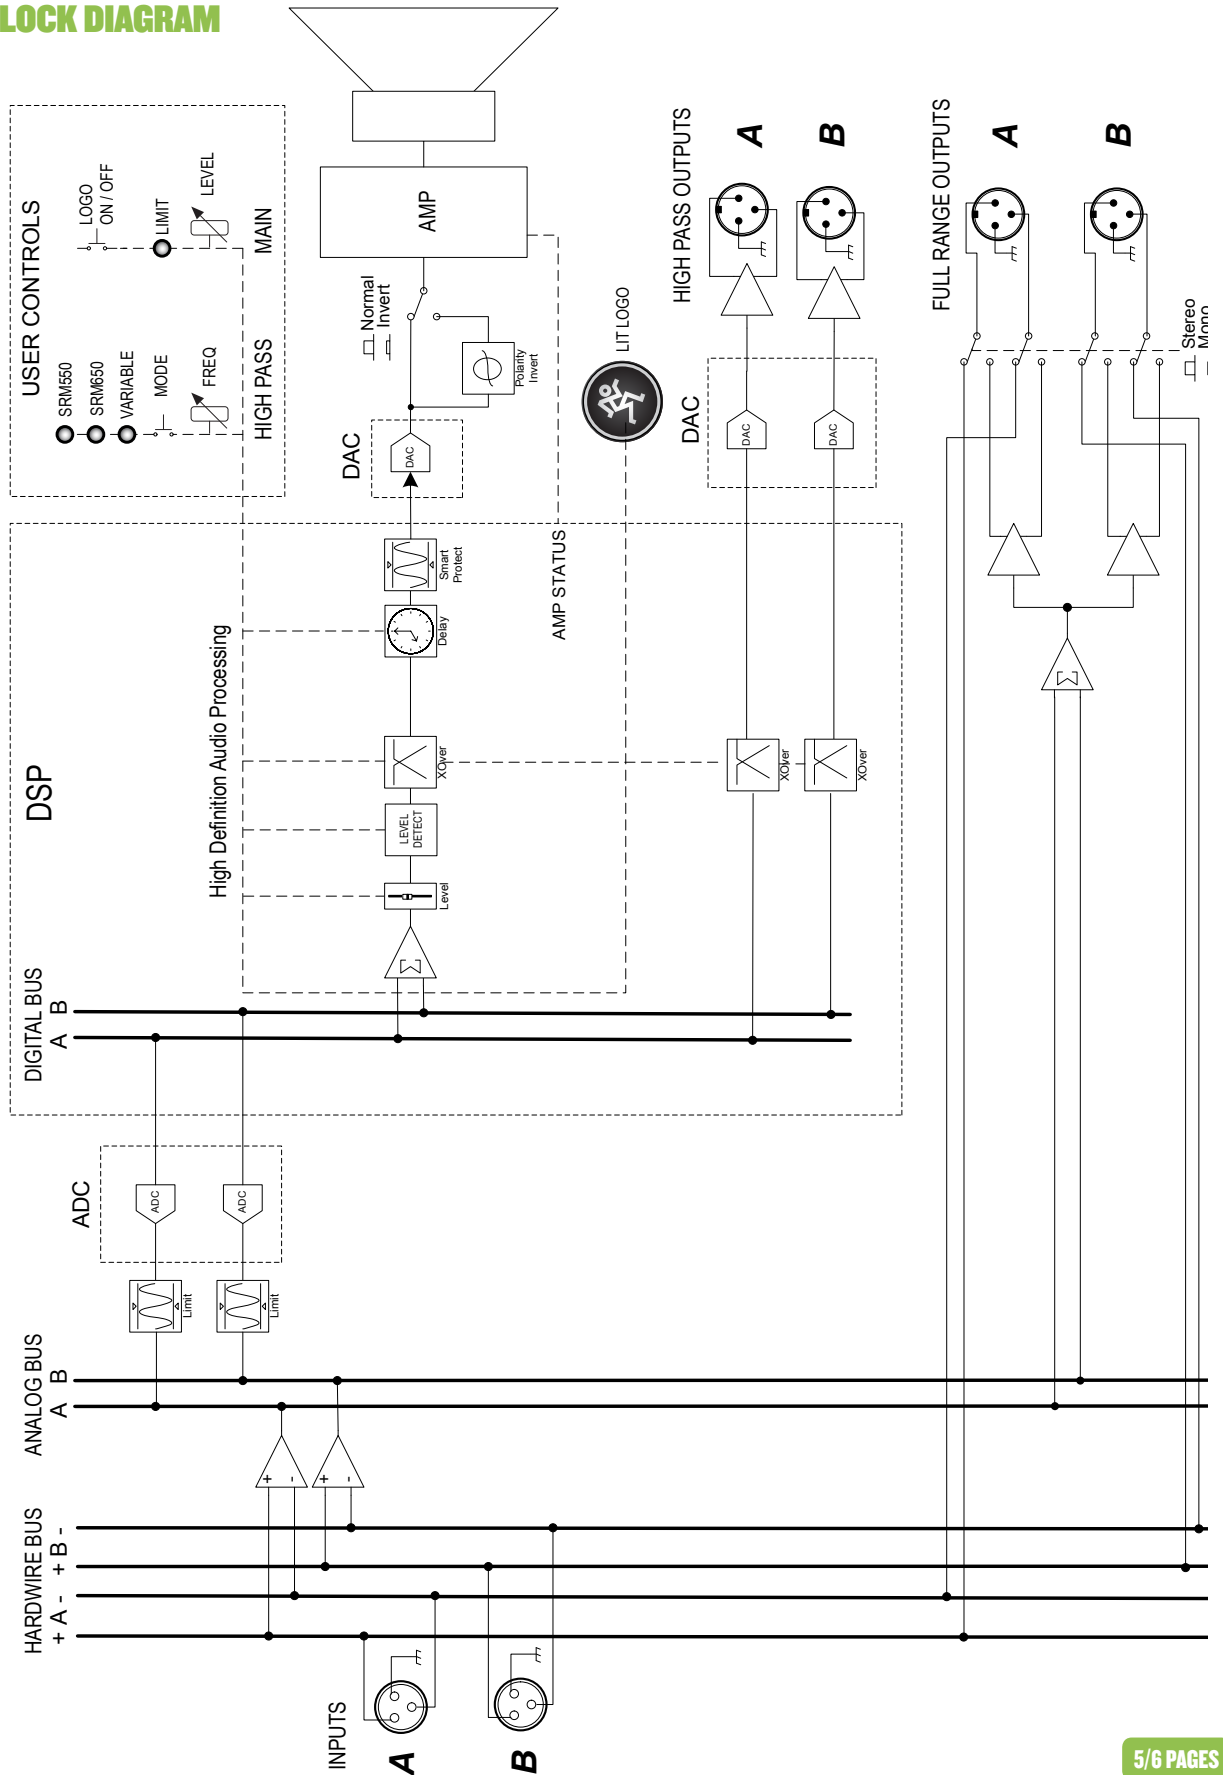 LOCK DIAGRAM
USER CONTROLS
SRM550
SRM650
VARIABLE
MODE
FREQ
HIGH PASS
LOGO
ON / OFF
LIMIT
LEVEL
MAIN
AMP
Normal
Invert
Polarity
Invert
DAC
DAC
LIT LOGO
HIGH PASS OUTPUTS
A
B
DAC
DAC
DAC
FULL RANGE OUTPUTS
A
B
Stereo
Mono
DSP
High Definition Audio Processing
Smart
Protect
Delay
XOver
LEVEL
DETECT
Level
Σ
AMP STATUS
XOver
XOver
Σ
DIGITAL BUS
A B
ADC
ADC
ADC
Limit
Limit
ANALOG BUS
A B
+ -
+ -
HARDWIRE BUS
+ A - + B -
INPUTS
A
B
5/6 PAGES